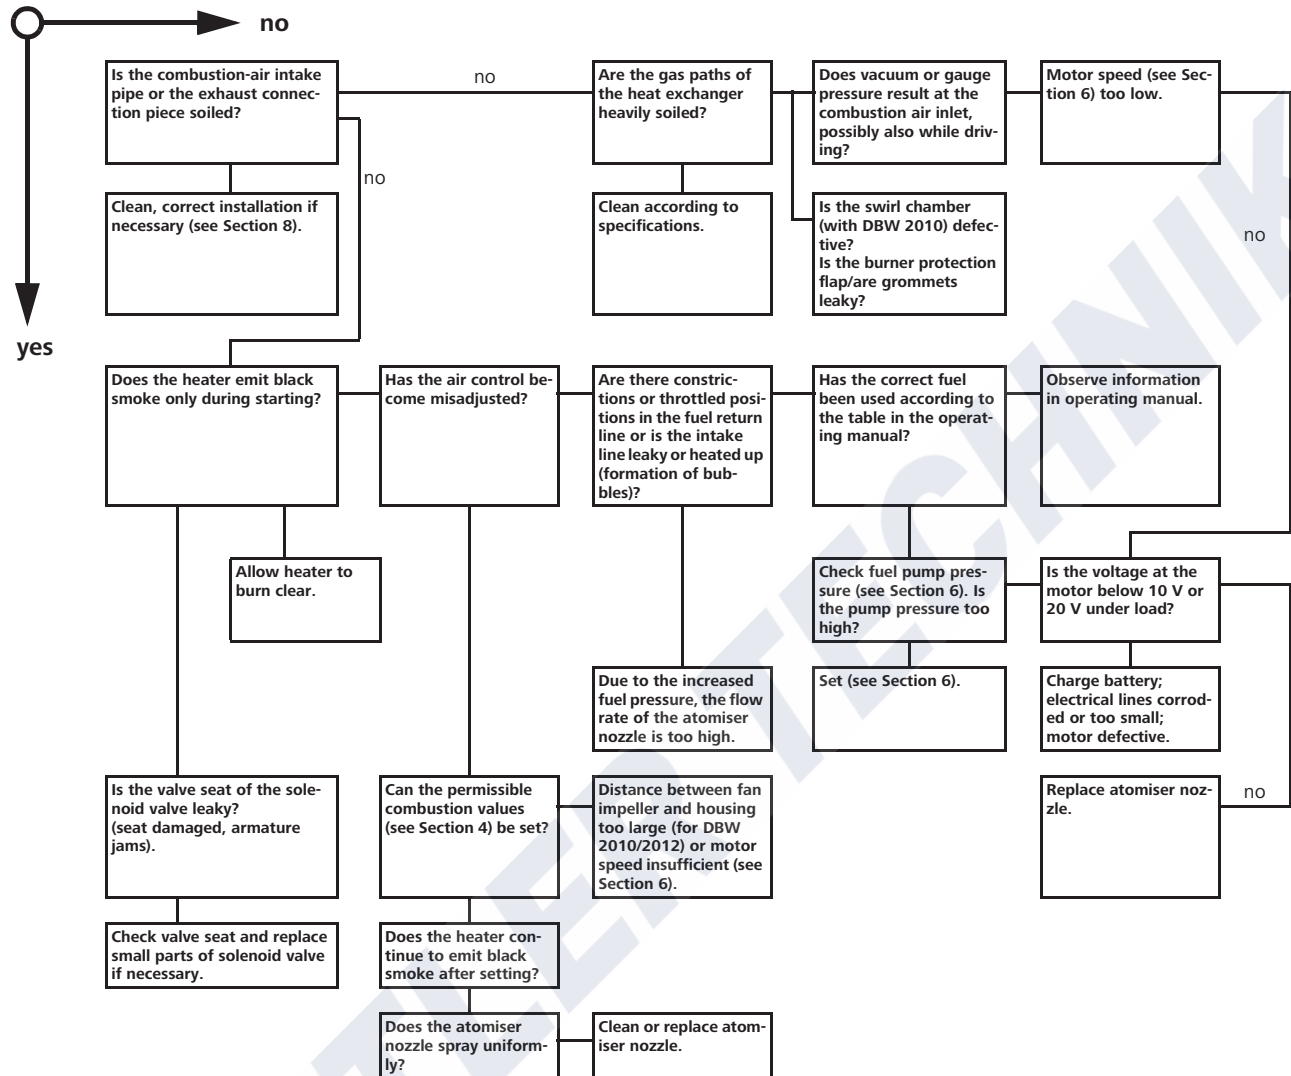 no
yes
Is the combustion-air intake
pipe or the exhaust connec-
tion piece soiled?
no
Are the gas paths of
the heat exchanger
heavily soiled?
Does vacuum or gauge
pressure result at the
combustion air inlet,
possibly also while driv-
ing?
Motor speed (see Sec-
tion 6) too low.
no
Clean, correct installation if
necessary (see Section 8).
Clean according to
specifications.
Is the swirl chamber
(with DBW 2010) defec-
tive?
Is the burner protection
flap/are grommets
leaky?
no
Does the heater emit black
smoke only during starting?
Has the air control be-
come misadjusted?
Are there constric-
tions or throttled posi-
tions in the fuel return
line or is the intake
line leaky or heated up
(formation of bub-
bles)?
Has the correct fuel
been used according to
the table in the operat-
ing manual?
Observe information
in operating manual.
Allow heater to
burn clear.
Check fuel pump pres-
sure (see Section 6). Is
the pump pressure too
high?
Is the voltage at the
motor below 10 V or
20 V under load?
Due to the increased
fuel pressure, the flow
rate of the atomiser
nozzle is too high.
Set (see Section 6).
Charge battery;
electrical lines corrod-
ed or too small;
motor defective.
Is the valve seat of the sole-
noid valve leaky?
(seat damaged, armature
jams).
Can the permissible
combustion values
(see Section 4) be set?
Distance between fan
impeller and housing
too large (for DBW
2010/2012) or motor
speed insufficient (see
Section 6).
Replace atomiser noz-
zle.
no
Check valve seat and replace
small parts of solenoid valve
if necessary.
Does the heater con-
tinue to emit black
smoke after setting?
Does the atomiser
nozzle spray uniform-
ly?
Clean or replace atom-
iser nozzle.
TLER TECHNIK